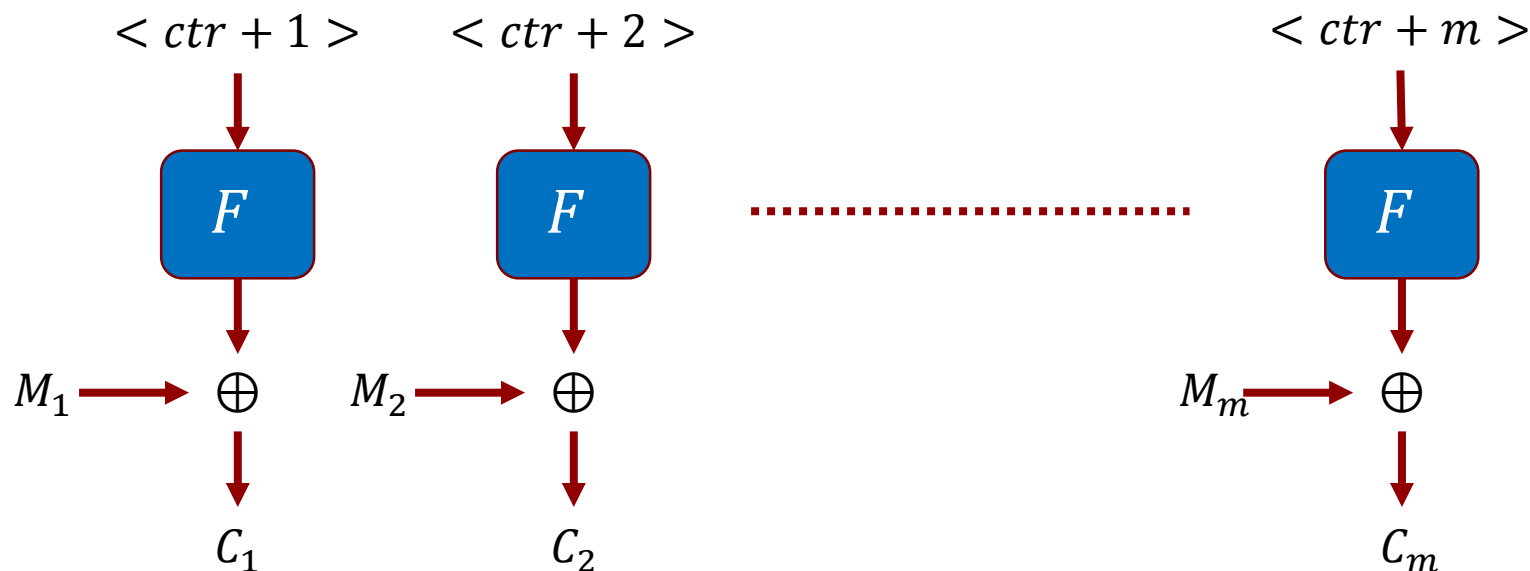 < ctr + 1 > < ctr + 2 > < ctr + m >
F F F
M₁ ⊕ M₂ ⊕ Mₘ ⊕
C₁ C₂ Cₘ